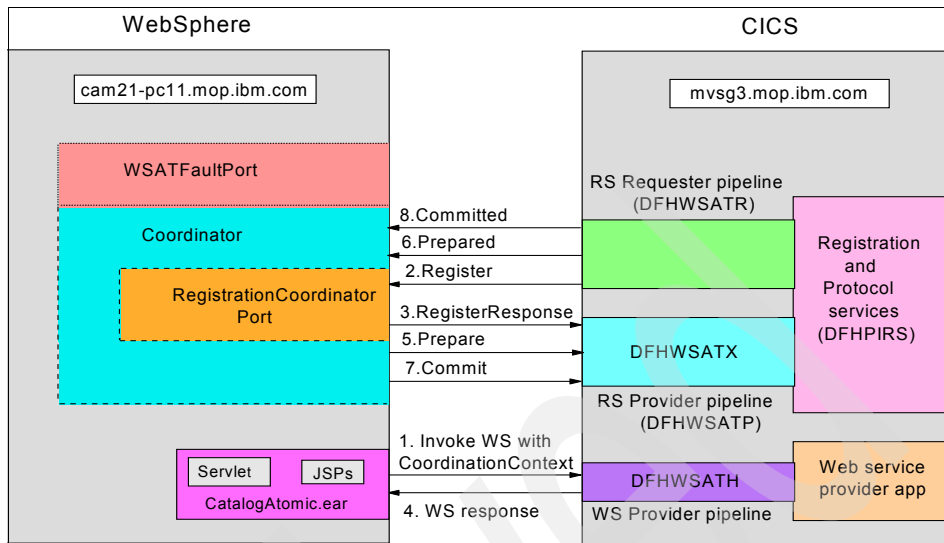 WebSphere
CICS
cam21-pc11.mop.ibm.com
mvsg3.mop.ibm.com
WSATFaultPort
RS Requester pipeline
(DFHWSATR)
8.Committed
Coordinator
6.Prepared
2.Register
Registration
and
Protocol
services
(DFHPIRS)
RegistrationCoordinator
Port
3.RegisterResponse
5.Prepare
DFHWSATX
7.Commit
RS Provider pipeline
(DFHWSATP)
1. Invoke WS with
CoordinationContext
Servlet
JSPs
CatalogAtomic.ear
DFHWSATH
Web service
provider app
4. WS response
WS Provider pipeline